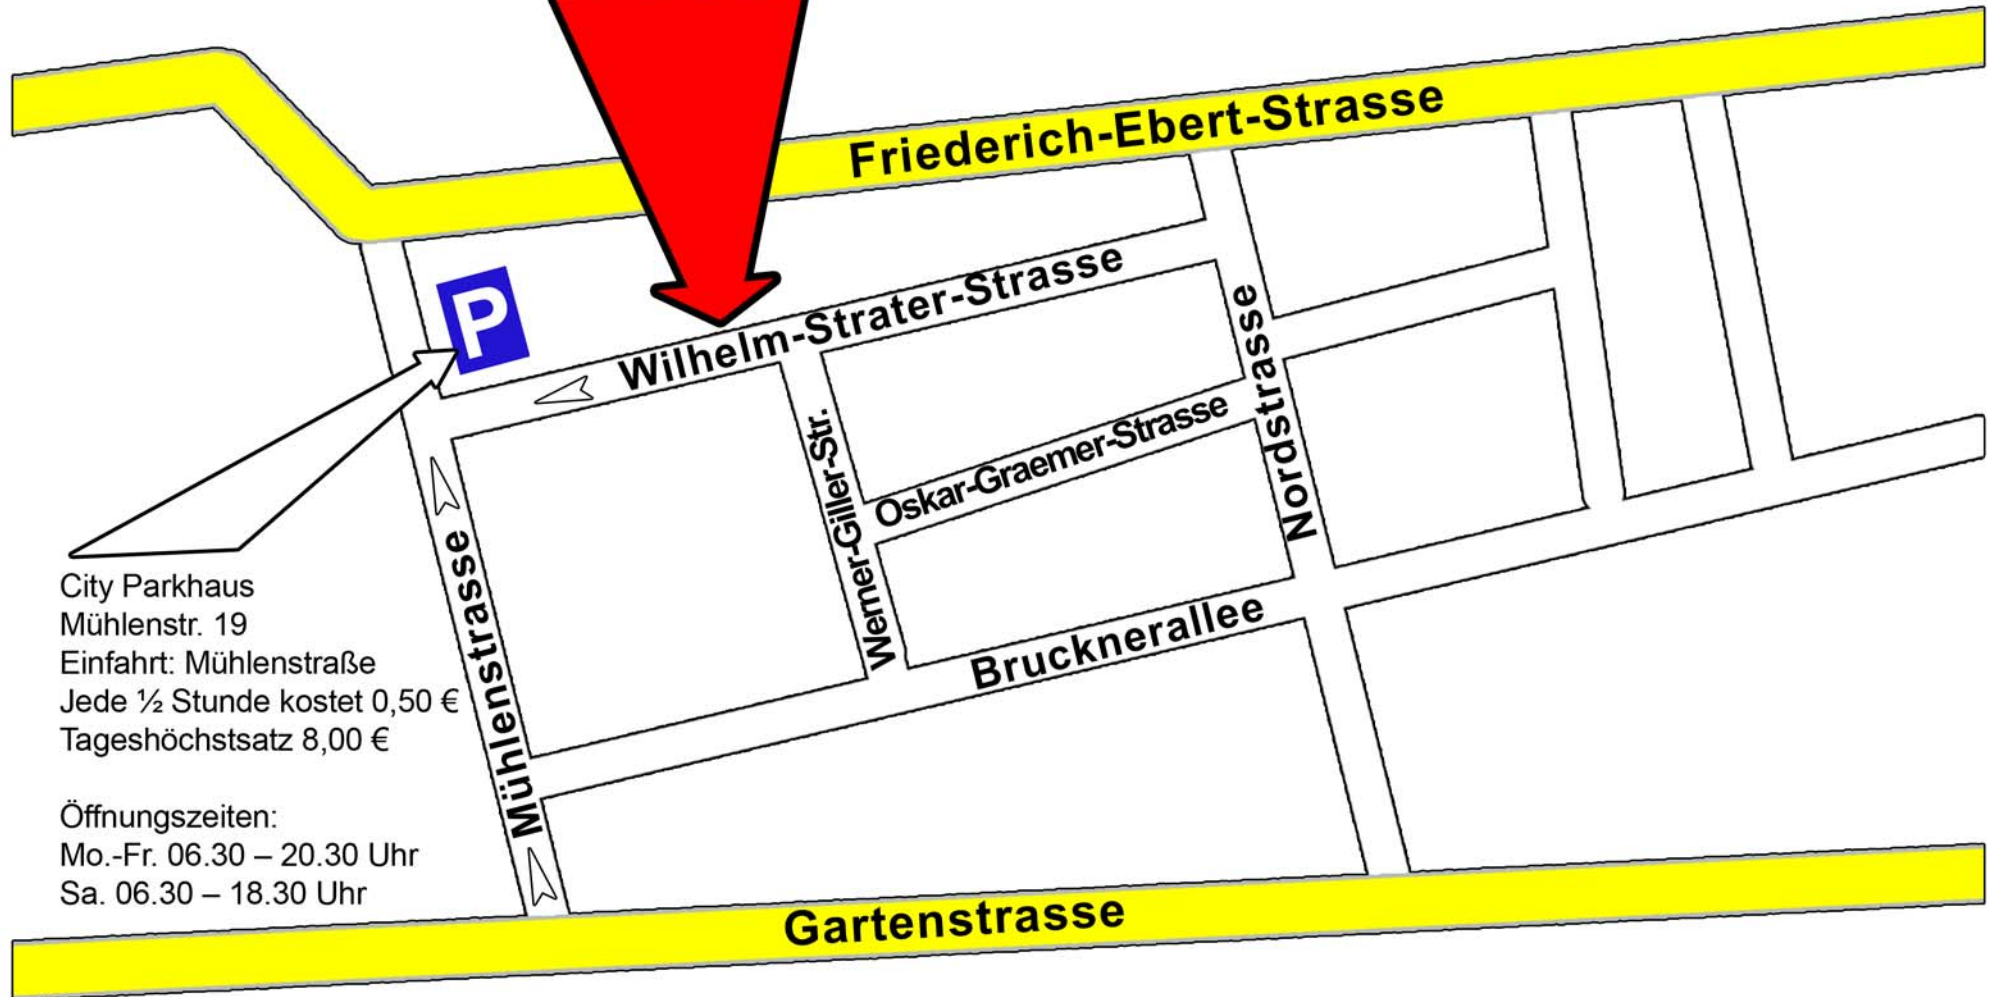 Friederich-Ebert-Strasse
P
Wilhelm-Strater-Strasse
Nordstrasse
Oskar-Graemer-Strasse
Werner-Giller-Str.
Mühlenstrasse
Brucknerallee
City Parkhaus
Mühlenstr. 19
Einfahrt: Mühlenstraße
Jede ½ Stunde kostet 0,50 €
Tageshöchstsatz 8,00 €
Öffnungszeiten:
Mo.-Fr. 06.30 – 20.30 Uhr
Sa. 06.30 – 18.30 Uhr
Gartenstrasse